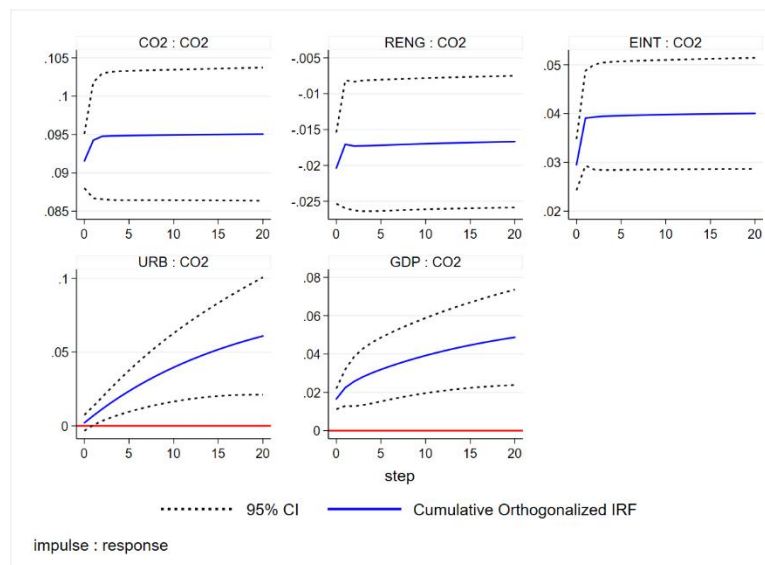 CO2 : CO2
RENG : CO2
EINT : CO2
.105
.1
.095
.09
.085
0 5 10 15 20
-.005
-.01
-.015
-.02
-.025
0 5 10 15 20
.05
.04
.03
.02
0 5 10 15 20
URB : CO2
GDP : CO2
.1
.05
0
0 5 10 15 20
.08
.06
.04
.02
0
0 5 10 15 20
step
95% CI
Cumulative Orthogonalized IRF
impulse : response